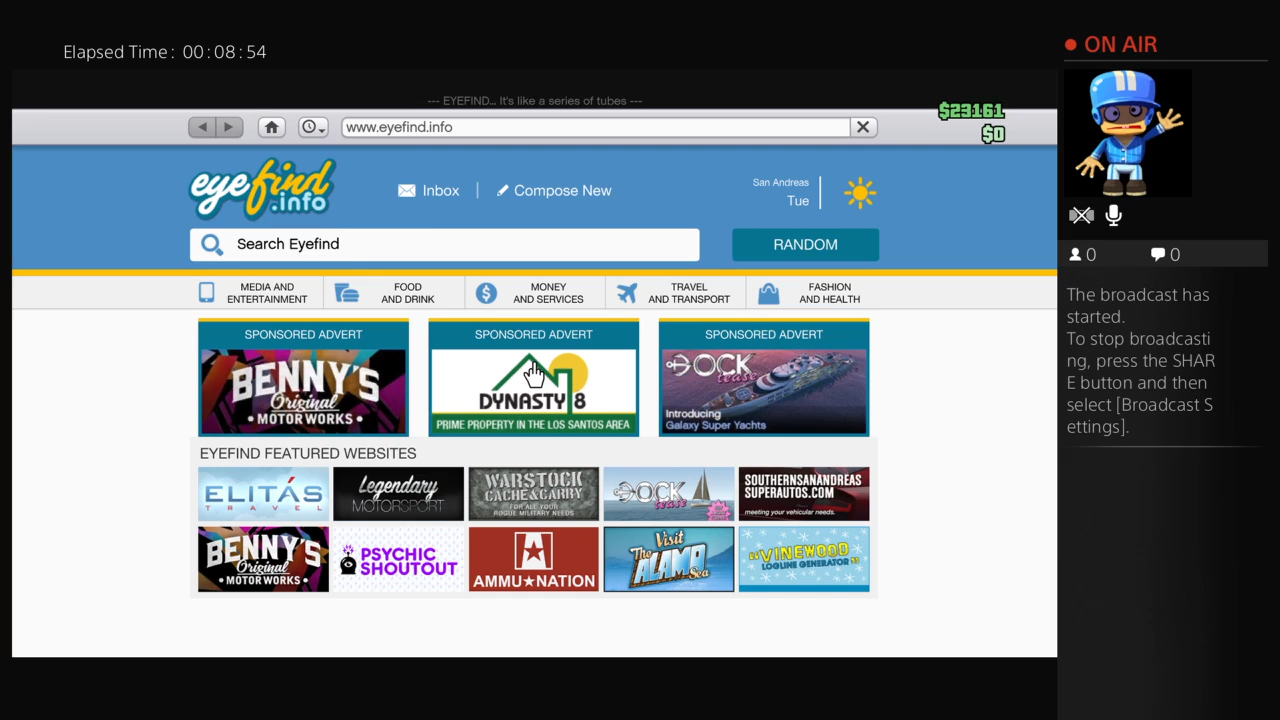 Elapsed Time: 00:08:54
ON AIR
--- EYEFIND... It's like a series of tubes ---
$23161
$0
www.eyefind.info
eyefind
.info
Inbox
Compose New
San Andreas
Tue
Search Eyefind
RANDOM
0
0
MEDIA AND
ENTERTAINMENT
FOOD
AND DRINK
MONEY
AND SERVICES
TRAVEL
AND TRANSPORT
FASHION
AND HEALTH
The broadcast has
started.
To stop broadcasti
ng, press the SHAR
E button and then
select [Broadcast S
ettings].
SPONSORED ADVERT
BENNY'S
Original
MOTOR WORKS
SPONSORED ADVERT
DYNASTY 8
PRIME PROPERTY IN THE LOS SANTOS AREA
SPONSORED ADVERT
DOCK
tease
Introducing
Galaxy Super Yachts
EYEFIND FEATURED WEBSITES
ELITÁS
TRAVEL
Legendary
MOTORSPORT
WARSTOCK
CACHE&CARRY
FOR ALL YOUR
ROGUE MILITARY NEEDS
DOCK
tease
SOUTHERNSANANDREAS
SUPERAUTOS.COM
meeting your vehicular needs.
BENNY'S
Original
MOTOR WORKS
PSYCHIC
SHOUTOUT
AMMU★NATION
Visit
The
ALAMO
Sea
VINEWOOD
LOGLINE GENERATOR